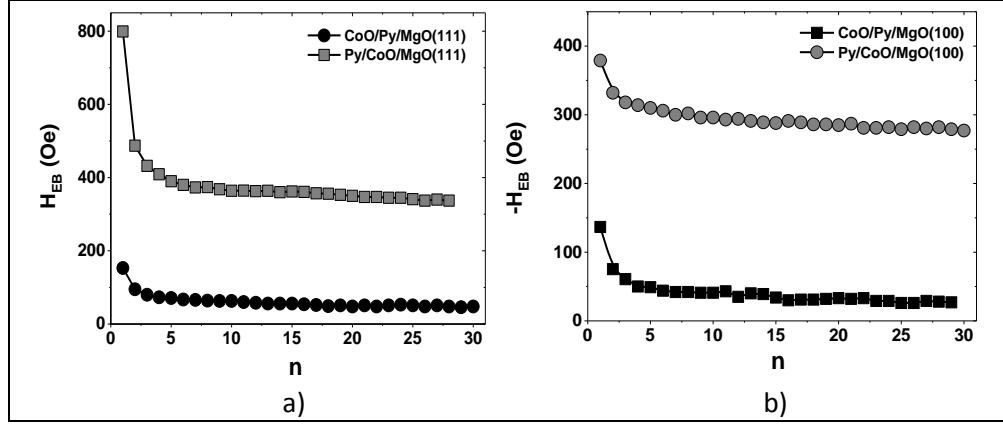 CoO/Py/MgO(111)
Py/CoO/MgO(111)
800
600
400
200
0
H_EB (Oe)
0 5 10 15 20 25 30
n
a)
CoO/Py/MgO(100)
Py/CoO/MgO(100)
400
300
200
100
0
-H_EB (Oe)
0 5 10 15 20 25 30
n
b)